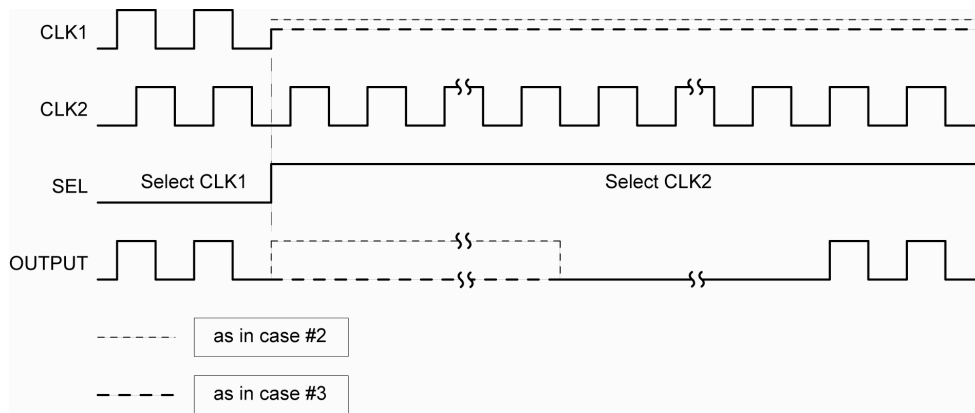 CLK1
CLK2
SEL
Select CLK1
Select CLK2
OUTPUT
as in case #2
as in case #3